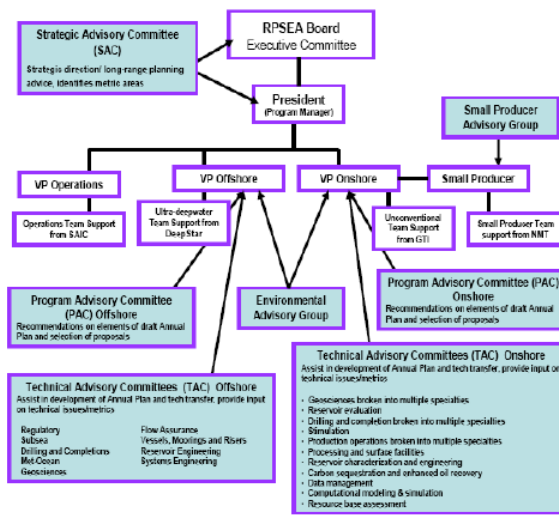 Strategic Advisory Committee
(SAC)
Strategic direction/ long-range planning
advice, identifies metric areas
RPSEA Board
Executive Committee
President
(Program Manager)
Small Producer
Advisory Group
VP Operations
VP Offshore
VP Onshore
Small Producer
Operations Team Support
from SAIC
Ultra-deepwater
Team Support from
Deep Star
Unconventional
Team Support
from GTI
Small Producer Team
support from NMT
Program Advisory Committee
(PAC) Offshore
Recommendations on elements of draft Annual
Plan and selection of proposals
Environmental
Advisory Group
Program Advisory Committee (PAC)
Onshore
Recommendations on elements of draft Annual
Plan and selection of proposals
Technical Advisory Committees (TAC) Offshore
Assist in development of Annual Plan and tech transfer, provide input
on technical issues/metrics
Regulatory
Subsea
Drilling and Completions
Met-Ocean
Geosciences
Flow Assurance
Vessels, Moorings and Risers
Reservoir Engineering
Systems Engineering
Technical Advisory Committees (TAC) Onshore
Assist in development of Annual Plan and tech transfer, provide input on
technical issues/metrics
• Geosciences broken into multiple specialties
• Reservoir evaluation
• Drilling and completion broken into multiple specialties
• Stimulation
• Production operations broken into multiple specialties
• Processing and surface facilities
• Reservoir characterization and engineering
• Carbon sequestration and enhanced oil recovery
• Data management
• Computational modeling & simulation
• Resource base assessment